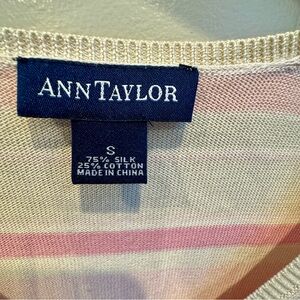 ANN TAYLOR
S
75% SILK
25% COTTON
MADE IN CHINA